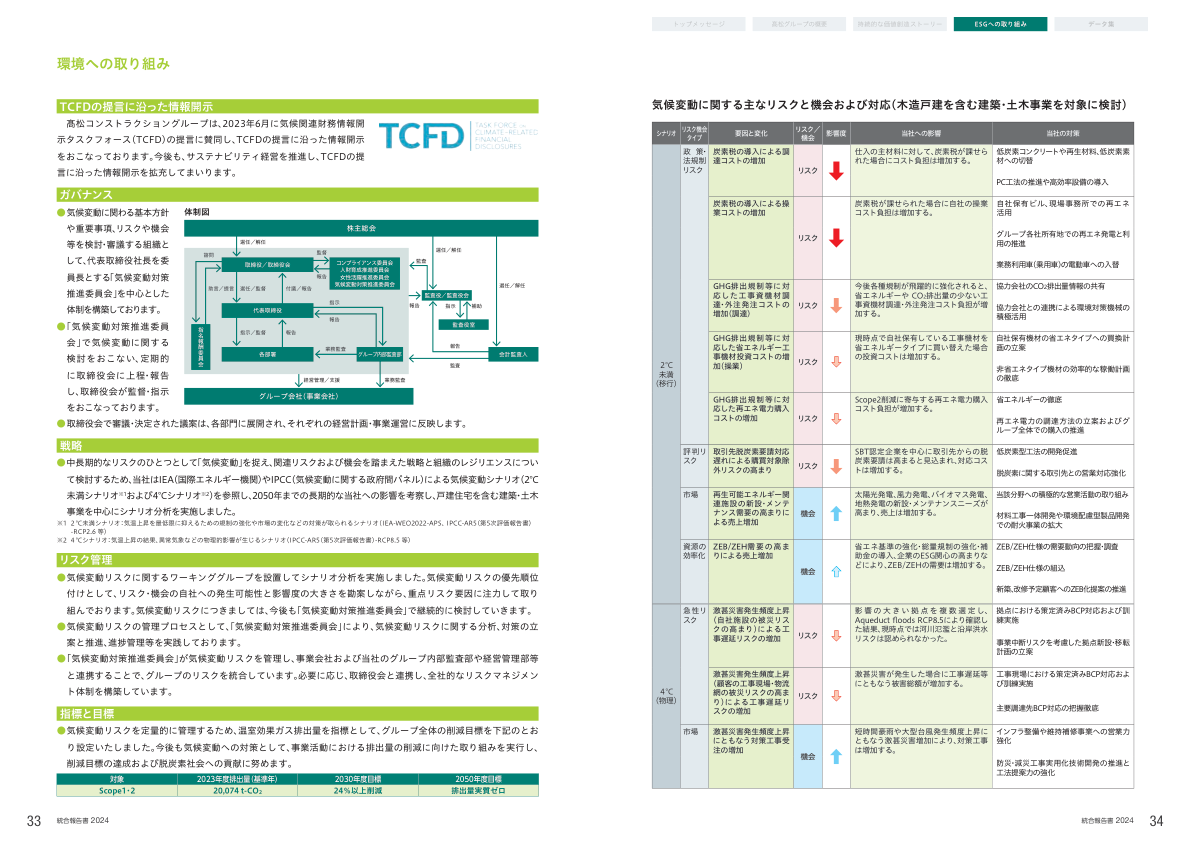 トップメッセージ
髙松グループの概要
持続的な価値創造ストーリー
ESGへの取り組み
データ集
環境への取り組み
TCFDの提言に沿った情報開示
髙松コンストラクショングループは、2023年6月に気候関連財務情報開
示タスクフォース(TCFD)の提言に賛同し、TCFDの提言に沿った情報開示
をおこなっております。今後も、サステナビリティ経営を推進し、TCFDの提
言に沿った情報開示を拡充してまいります。
TCFD
TASK FORCE ON
CLIMATE-RELATED
FINANCIAL
DISCLOSURES
ガバナンス
●気候変動に関わる基本方針
や重要事項、リスクや機会
等を検討・審議する組織と
して、代表取締役社長を委
員長とする「気候変動対策
推進委員会」を中心とした
体制を構築しております。
●「気候変動対策推進委員
会」で気候変動に関する
検討をおこない、定期的
に取締役会に上程・報告
し、取締役会が監督・指示
をおこなっております。
●取締役会で審議・決定された議案は、各部門に展開され、それぞれの経営計画・事業運営に反映します。
体制図
株主総会
選任/解任
諮問
取締役/取締役会
監督
報告
コンプライアンス委員会
人財育成推進委員会
女性活躍推進委員会
気候変動対策推進委員会
監査
選任/解任
選任/解任
助言/提言
選任/監督
付議/報告
報告
監査役/監査役会
指示
補助
監査役室
代表取締役
指示
報告
指名報酬委員会
指示/監督
報告
各部署
業務監査
グループ内部監査部
報告
会計監査人
監査
経営管理/支援
業務監査
グループ会社(事業会社)
戦略
●中長期的なリスクのひとつとして「気候変動」を捉え、関連リスクおよび機会を踏まえた戦略と組織のレジリエンスについ
て検討するため、当社はIEA(国際エネルギー機関)やIPCC(気候変動に関する政府間パネル)による気候変動シナリオ(2℃
未満シナリオ※1および4℃シナリオ※2)を参照し、2050年までの長期的な当社への影響を考察し、戸建住宅を含む建築・土木
事業を中心にシナリオ分析を実施しました。
※1 2℃未満シナリオ:気温上昇を最低限に抑えるための規制の強化や市場の変化などの対策が取られるシナリオ(IEA-WEO2022-APS、IPCC-AR5(第5次評価報告書)
-RCP2.6 等)
※2 4℃シナリオ:気温上昇の結果、異常気象などの物理的影響が生じるシナリオ(IPCC-AR5(第5次評価報告書)-RCP8.5 等)
リスク管理
●気候変動リスクに関するワーキンググループを設置してシナリオ分析を実施しました。気候変動リスクの優先順位
付けとして、リスク・機会の自社への発生可能性と影響度の大きさを勘案しながら、重点リスク要因に注力して取り
組んでおります。気候変動リスクにつきましては、今後も「気候変動対策推進委員会」で継続的に検討していきます。
●気候変動リスクの管理プロセスとして、「気候変動対策推進委員会」により、気候変動リスクに関する分析、対策の立
案と推進、進捗管理等を実践しております。
●「気候変動対策推進委員会」が気候変動リスクを管理し、事業会社および当社のグループ内部監査部や経営管理部等
と連携することで、グループのリスクを統合しています。必要に応じ、取締役会と連携し、全社的なリスクマネジメン
ト体制を構築しています。
指標と目標
●気候変動リスクを定量的に管理するため、温室効果ガス排出量を指標として、グループ全体の削減目標を下記のとお
り設定いたしました。今後も気候変動への対策として、事業活動における排出量の削減に向けた取り組みを実行し、
削減目標の達成および脱炭素社会への貢献に努めます。
対象 2023年度排出量(基準年) 2030年度目標 2050年度目標
Scope1・2 20,074 t-CO₂ 24%以上削減 排出量実質ゼロ
33 統合報告書 2024
気候変動に関する主なリスクと機会および対応(木造戸建を含む建築・土木事業を対象に検討)
シナリオ
リスク機会
タイプ
要因と変化
リスク/
機会
影響度
当社への影響
当社の対策
2℃
未満
(移行)
政策・
法規制
リスク
炭素税の導入による調
達コストの増加
リスク
仕入の主材料に対して、炭素税が課せら
れた場合にコスト負担は増加する。
低炭素コンクリートや再生材料、低炭素素
材への切替
PC工法の推進や高効率設備の導入
炭素税の導入による操
業コストの増加
リスク
炭素税が課せられた場合に自社の操業
コスト負担は増加する。
自社保有ビル、現場事務所での再エネ
活用
グループ各社所有地での再エネ発電と利
用の推進
業務利用車(乗用車)の電動車への入替
GHG排出規制等に対
応した工事資機材調
達・外注コストの
増加(調達)
リスク
今後各種規制が飛躍的に強化されると、
省エネルギーや CO₂排出量の少ない工
事資機材調達・外注コスト負担が増
加する。
協力会社のCO₂排出量情報の共有
協力会社との連携による環境対策機械の
積極活用
GHG排出規制等に対
応した省エネルギー工
事機材投資コストの増
加(操業)
リスク
現時点で自社保有している工事機材を
省エネルギータイプに買い替えた場合
の投資コストは増加する。
自社保有機材の省エネタイプへの買換計
画の立案
非省エネタイプ機材の効率的な稼働計画
の徹底
GHG排出規制等に対
応した再エネ電力購入
コストの増加
リスク
Scope2削減に寄与する再エネ電力購入
コスト負担が増加する。
省エネルギーの徹底
再エネ電力の調達方法の立案およびグ
ループ全体での購入の推進
評判リ
スク
取引先脱炭素要請対応
遅れによる購買対象除
外リスクの高まり
リスク
SBT認定企業を中心に取引先からの脱
炭素要請は高まると見込まれ、対応コス
トは増加する。
低炭素型工法の開発促進
脱炭素に関する取引先との営業対応強化
市場
再生可能エネルギー関
連施設の新設・メンテ
ナンス需要の高まりに
よる売上増加
機会
太陽光発電、風力発電、バイオマス発電、
地熱発電の新設・メンテナンスニーズが
高まり、売上は増加する。
当該分野への積極的な営業活動の取り組み
材料工事一体開発や環境配慮型製品開発
での耐火事業の拡大
資源の
効率化
ZEB/ZEH需要の高ま
りによる売上増加
機会
省エネ基準の強化・総量規制の強化・補
助金の導入、企業のESG関心の高まりな
どにより、ZEB/ZEHの需要は増加する。
ZEB/ZEH仕様の需要動向の把握・調査
ZEB/ZEH仕様の組込
新築、改修予定顧客へのZEB化提案の推進
4℃
(物理)
急性リ
スク
激甚災害発生頻度上昇
(自社施設の被災リス
クの高まり)による工
事遅延リスクの増加
リスク
影響の大きい拠点を複数選定し、
Aqueduct floods RCP8.5により確認し
た結果、現時点では河川氾濫と沿岸洪水
リスクは認められなかった。
拠点における策定済みBCP対応および訓
練実施
事業中断リスクを考慮した拠点新設・移転
計画の立案
激甚災害発生頻度上昇
(顧客の工事現場・物流
網の被災リスクの高ま
り)による工事遅延リ
スクの増加
リスク
激甚災害が発生した場合に工事遅延等
にともなう被害総額が増加する。
工事現場における策定済みBCP対応およ
び訓練実施
主要調達先BCP対応の把握徹底
市場
激甚災害発生頻度上昇
にともなう対策工事受
注の増加
機会
短時間豪雨や大型台風発生頻度上昇に
ともなう激甚災害増加により、対策工事
は増加する。
インフラ整備や維持補修事業への営業力
強化
防災・減災工事実用化技術開発の推進と
工法提案力の強化
統合報告書 2024 34